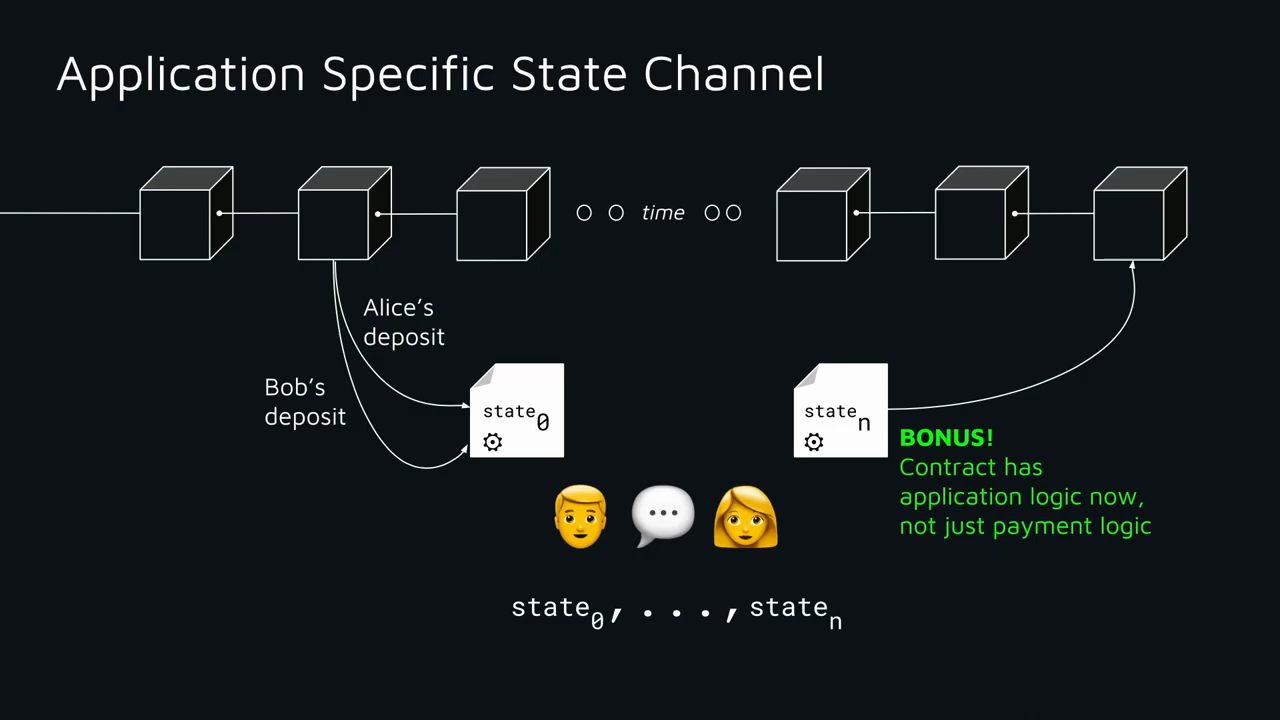 Application Specific State Channel
time
Alice’s
deposit
Bob’s
deposit
state0
staten
BONUS!
Contract has
application logic now,
not just payment logic
state0, ..., staten